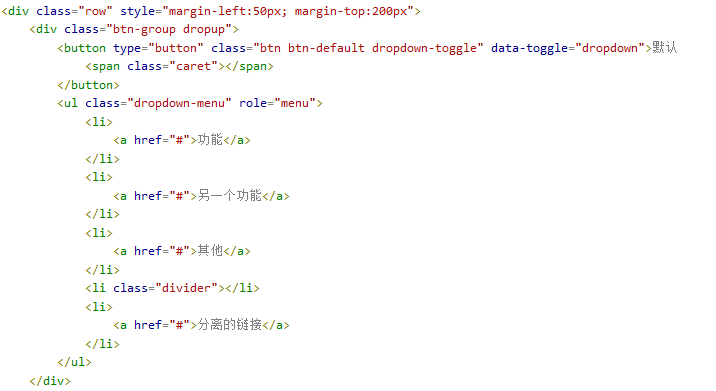 <div class="row" style="margin-left:50px; margin-top:200px">
    <div class="btn-group dropup">
        <button type="button" class="btn btn-default dropdown-toggle" data-toggle="dropdown">默认
            <span class="caret"></span>
        </button>
        <ul class="dropdown-menu" role="menu">
            <li>
                <a href="#">功能</a>
            </li>
            <li>
                <a href="#">另一个功能</a>
            </li>
            <li>
                <a href="#">其他</a>
            </li>
            <li class="divider"></li>
            <li>
                <a href="#">分离的链接</a>
            </li>
        </ul>
    </div>